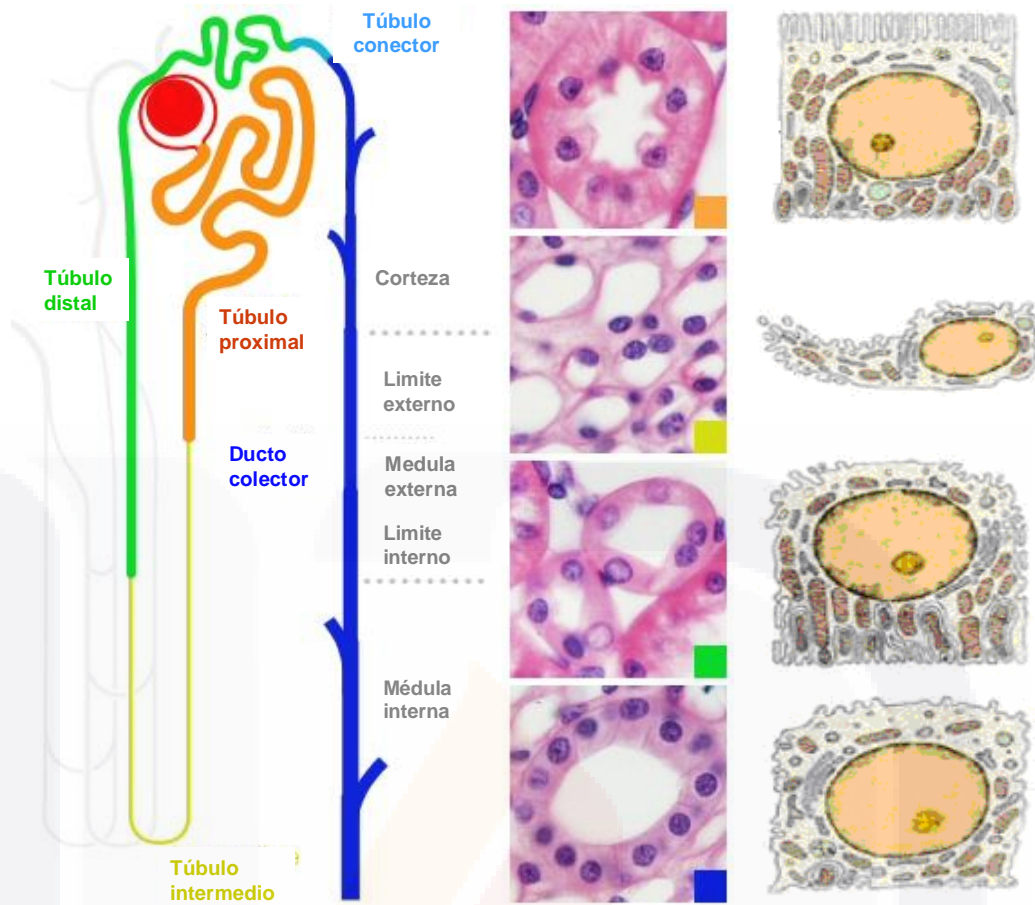 Túbulo
conector
Túbulo
distal
Túbulo
proximal
Corteza
Limite
externo
Ducto
colector
Medula
externa
Limite
interno
Médula
interna
Túbulo
intermedio